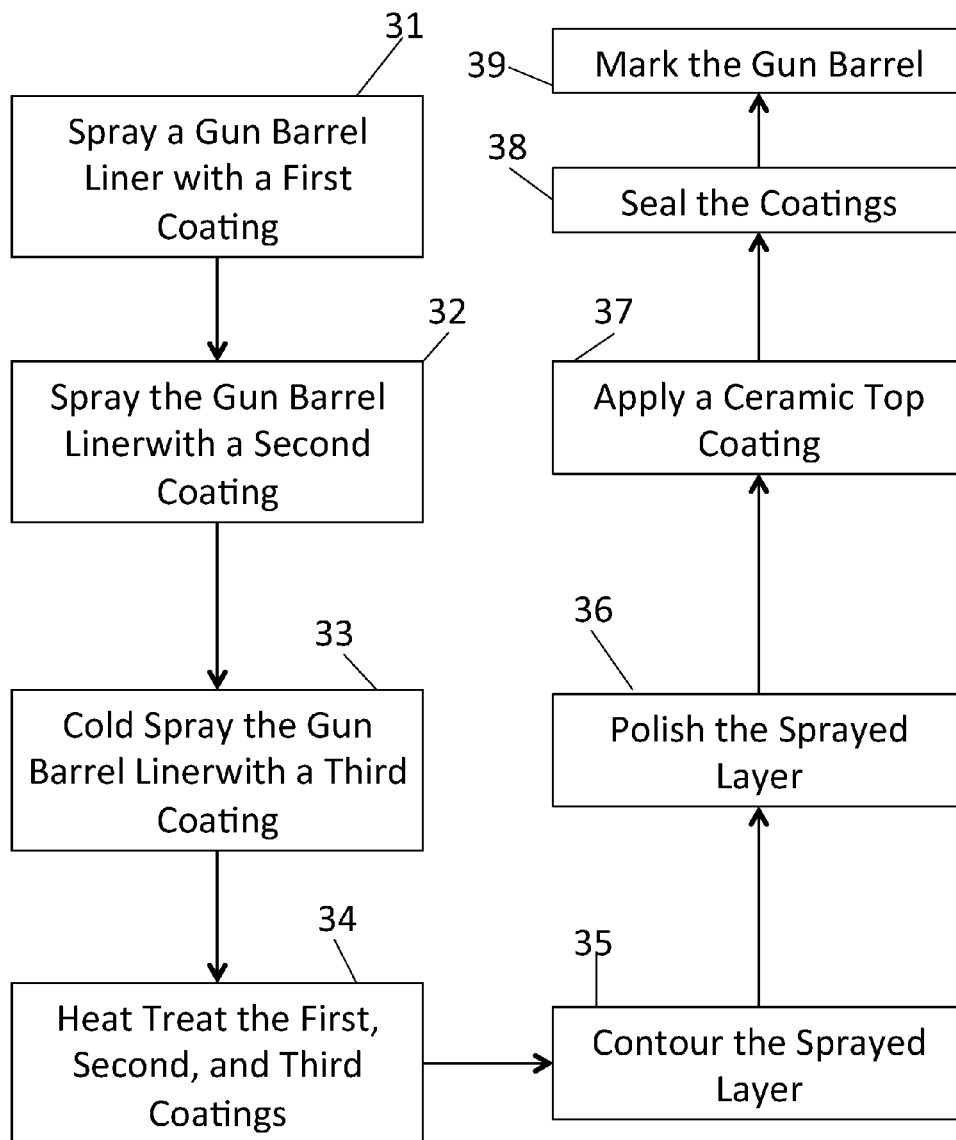 31
Spray a Gun Barrel
Liner with a First
Coating
32
Spray the Gun Barrel
Linerwith a Second
Coating
33
Cold Spray the Gun
Barrel Linerwith a Third
Coating
34
Heat Treat the First,
Second, and Third
Coatings
35
Contour the Sprayed
Layer
36
Polish the Sprayed
Layer
37
Apply a Ceramic Top
Coating
38
Seal the Coatings
39
Mark the Gun Barrel